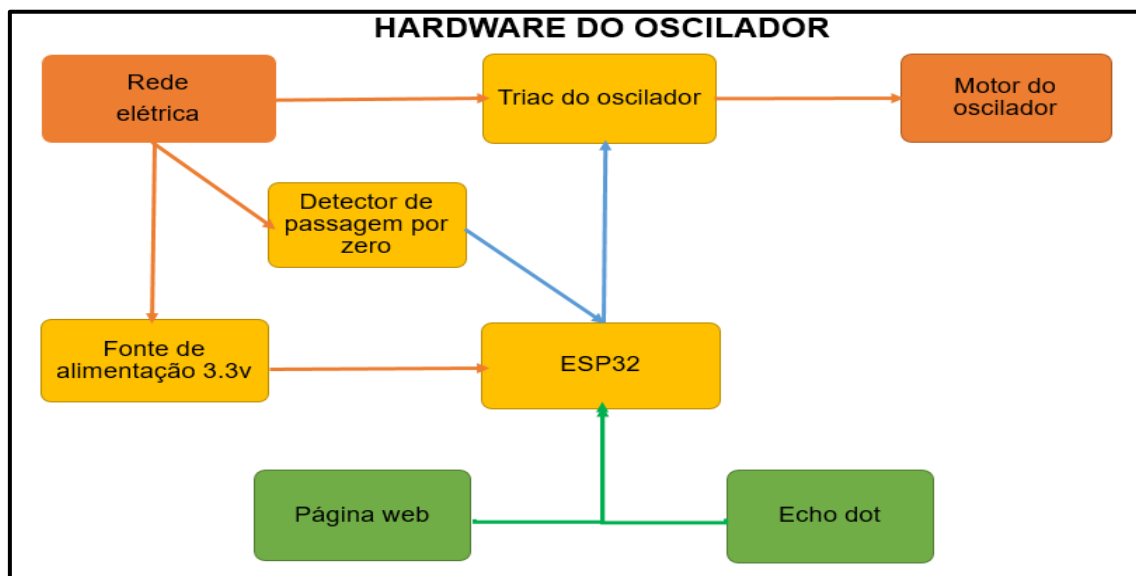 HARDWARE DO OSCILADOR
Rede
elétrica
Triac do oscilador
Motor do
oscilador
Detector de
passagem por
zero
Fonte de
alimentação 3.3v
ESP32
Página web
Echo dot